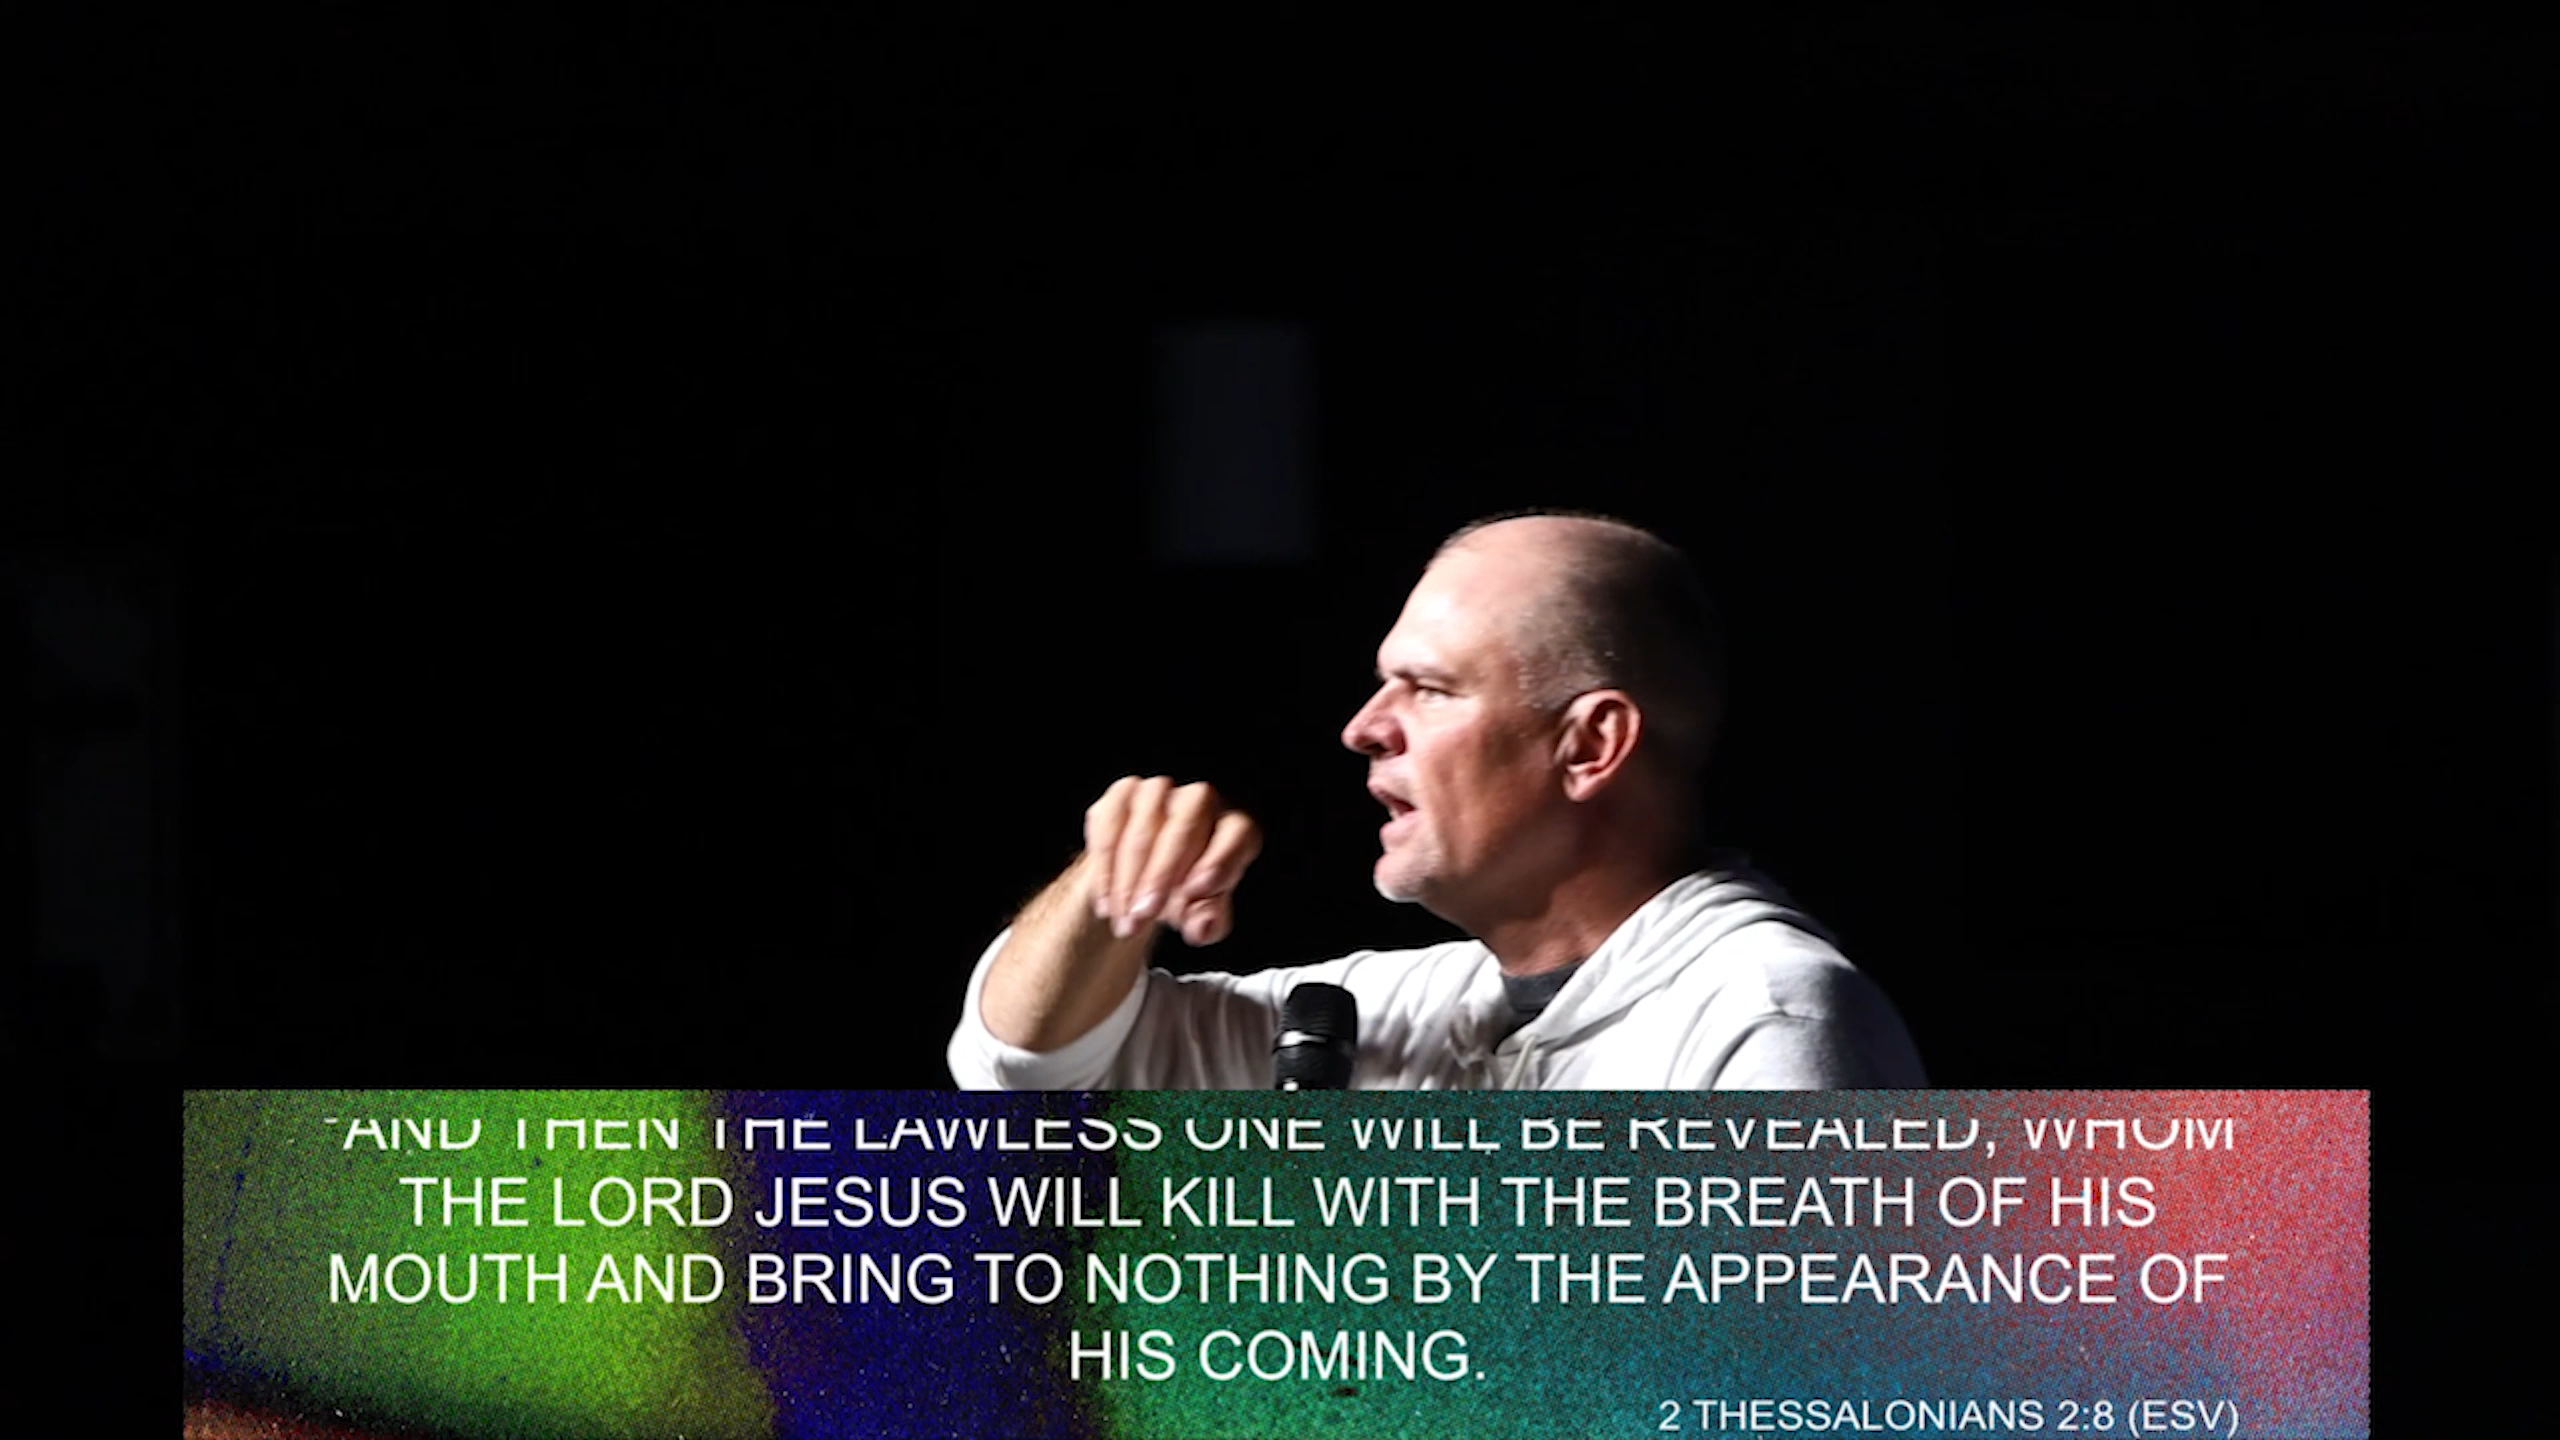 "AND THEN THE LAWLESS ONE WILL BE REVEALED, WHOM
THE LORD JESUS WILL KILL WITH THE BREATH OF HIS
MOUTH AND BRING TO NOTHING BY THE APPEARANCE OF
HIS COMING.
2 THESSALONIANS 2:8 (ESV)